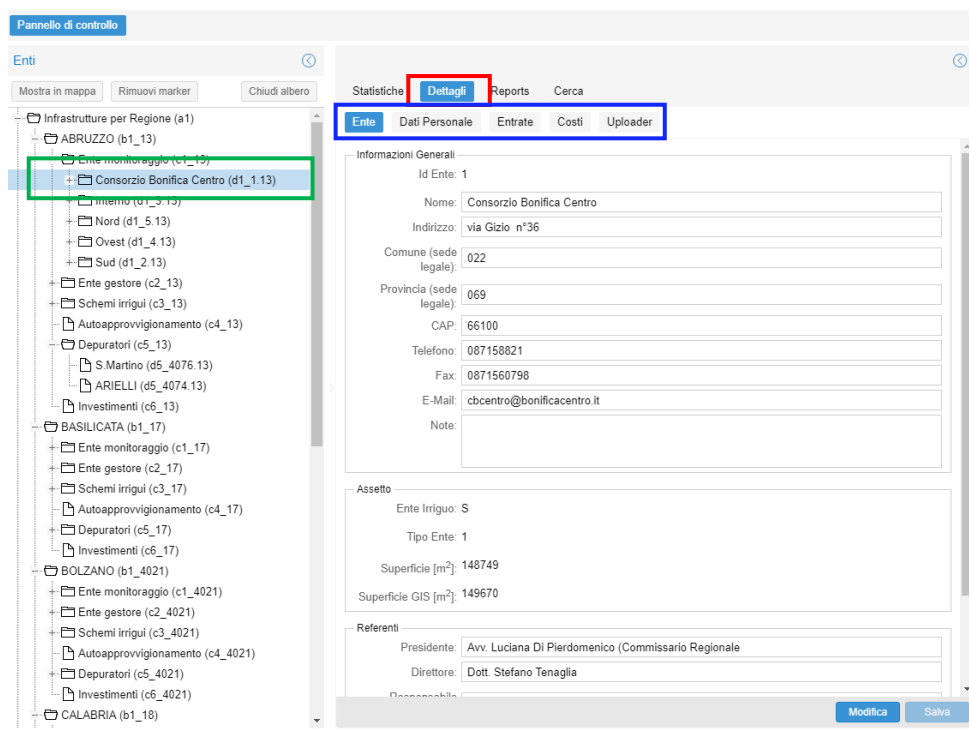 Pannello di controllo
Enti
Mostra in mappa Rimuovi marker Chiudi albero
Infrastrutture per Regione (a1)
ABRUZZO (b1_13)
Ente monitoraggio (c1_13)
Consorzio Bonifica Centro (d1_1.13)
Interno (d1_3.13)
Nord (d1_5.13)
Ovest (d1_4.13)
Sud (d1_2.13)
Ente gestore (c2_13)
Schemi irrigui (c3_13)
Autoapprovvigionamento (c4_13)
Depuratori (c5_13)
S.Martino (d5_4076.13)
ARIELLI (d5_4074.13)
Investimenti (c6_13)
BASILICATA (b1_17)
Ente monitoraggio (c1_17)
Ente gestore (c2_17)
Schemi irrigui (c3_17)
Autoapprovvigionamento (c4_17)
Depuratori (c5_17)
Investimenti (c6_17)
BOLZANO (b1_4021)
Ente monitoraggio (c1_4021)
Ente gestore (c2_4021)
Schemi irrigui (c3_4021)
Autoapprovvigionamento (c4_4021)
Depuratori (c5_4021)
Investimenti (c6_4021)
CALABRIA (b1_18)
Statistiche Dettagli Reports Cerca
Ente Dati Personale Entrate Costi Uploader
Informazioni Generali
Id Ente: 1
Nome: Consorzio Bonifica Centro
Indirizzo: via Gizio n°36
Comune (sede
legale): 022
Provincia (sede
legale): 069
CAP: 66100
Telefono: 087158821
Fax: 0871560798
E-Mail: cbcentro@bonificacentro.it
Note:
Assetto
Ente Irriguo: S
Tipo Ente: 1
Superficie [m²]: 148749
Superficie GIS [m²]: 149670
Referenti
Presidente: Avv. Luciana Di Pierdomenico (Commissario Regionale
Direttore: Dott. Stefano Tenaglia
Responsabile
Modifica Salva